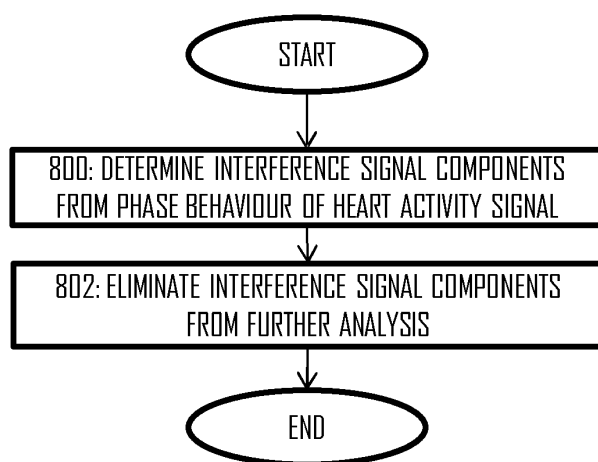 START
800: DETERMINE INTERFERENCE SIGNAL COMPONENTS
FROM PHASE BEHAVIOUR OF HEART ACTIVITY SIGNAL
802: ELIMINATE INTERFERENCE SIGNAL COMPONENTS
FROM FURTHER ANALYSIS
END